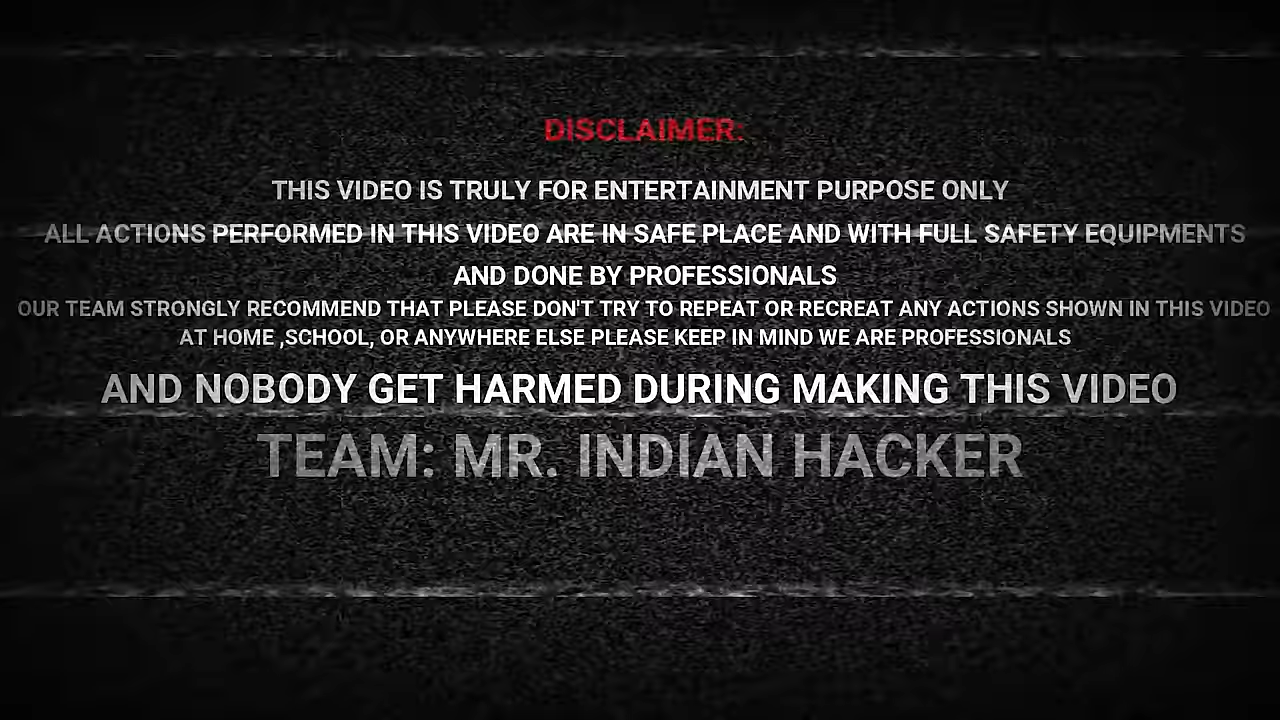 DISCLAIMER:
THIS VIDEO IS TRULY FOR ENTERTAINMENT PURPOSE ONLY
ALL ACTIONS PERFORMED IN THIS VIDEO ARE IN SAFE PLACE AND WITH FULL SAFETY EQUIPMENTS
AND DONE BY PROFESSIONALS
OUR TEAM STRONGLY RECOMMEND THAT PLEASE DON'T TRY TO REPEAT OR RECREAT ANY ACTIONS SHOWN IN THIS VIDEO
AT HOME ,SCHOOL, OR ANYWHERE ELSE PLEASE KEEP IN MIND WE ARE PROFESSIONALS
AND NOBODY GET HARMED DURING MAKING THIS VIDEO
TEAM: MR. INDIAN HACKER